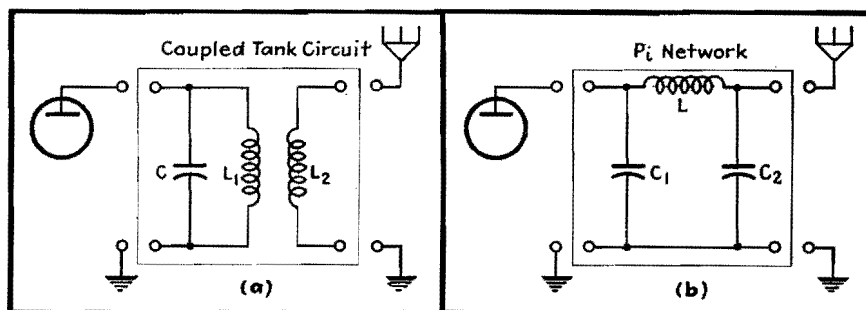 Coupled Tank Circuit
C
L1
L2
(a)
Pi Network
L
C1
C2
(b)